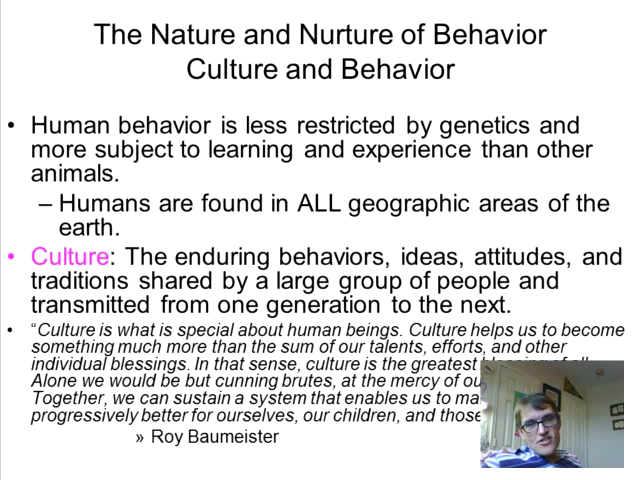 The Nature and Nurture of Behavior
Culture and Behavior
• Human behavior is less restricted by genetics and
more subject to learning and experience than other
animals.
– Humans are found in ALL geographic areas of the
earth.
• Culture: The enduring behaviors, ideas, attitudes, and
traditions shared by a large group of people and
transmitted from one generation to the next.
• “Culture is what is special about human beings. Culture helps us to become
something much more than the sum of our talents, efforts, and other
individual blessings. In that sense, culture is the greatest
Alone we would be but cunning brutes, at the mercy of
Together, we can sustain a system that enables us to
progressively better for ourselves, our children, and
» Roy Baumeister